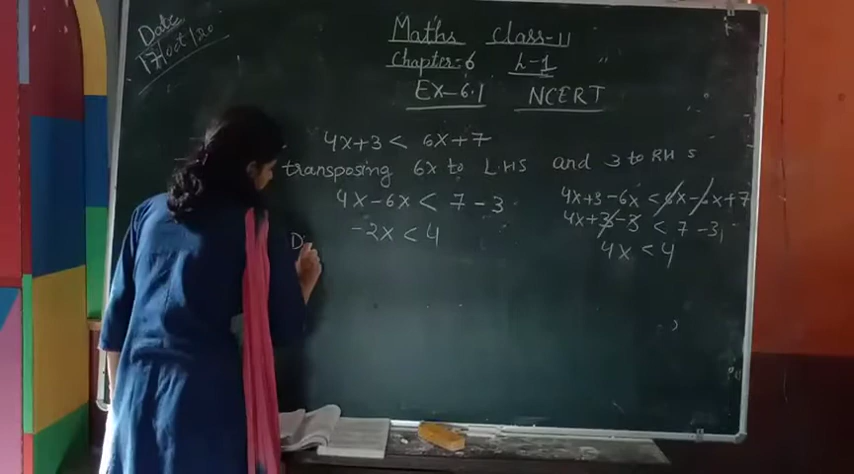 Date
17/Oct/20
Maths Class-11
Chapter-6 L-1
Ex-6.1 NCERT
4x+3 < 6x+7
transposing 6x to LHS and 3 to RHS
4x-6x < 7-3
-2x < 4
D
4x+3-6x < 6x-6x+7
4x+3-3 < 7-3
4x < 4